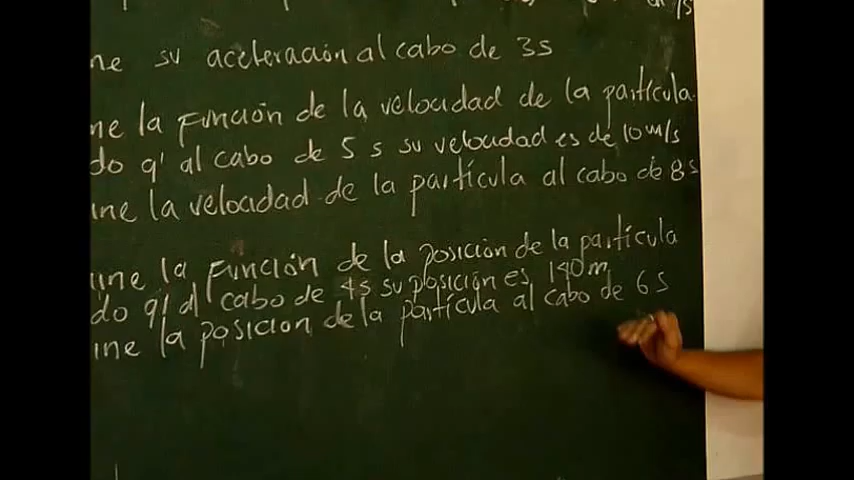 ne su aceleración al cabo de 3s
ne la función de la velocidad de la partícula.
do q' al cabo de 5 s su velocidad es de 10 m/s
ine la velocidad de la partícula al cabo de 8s
ine la función de la posición de la partícula
do q' al cabo de 4s su posición es 140m
ine la posición de la partícula al cabo de 6s